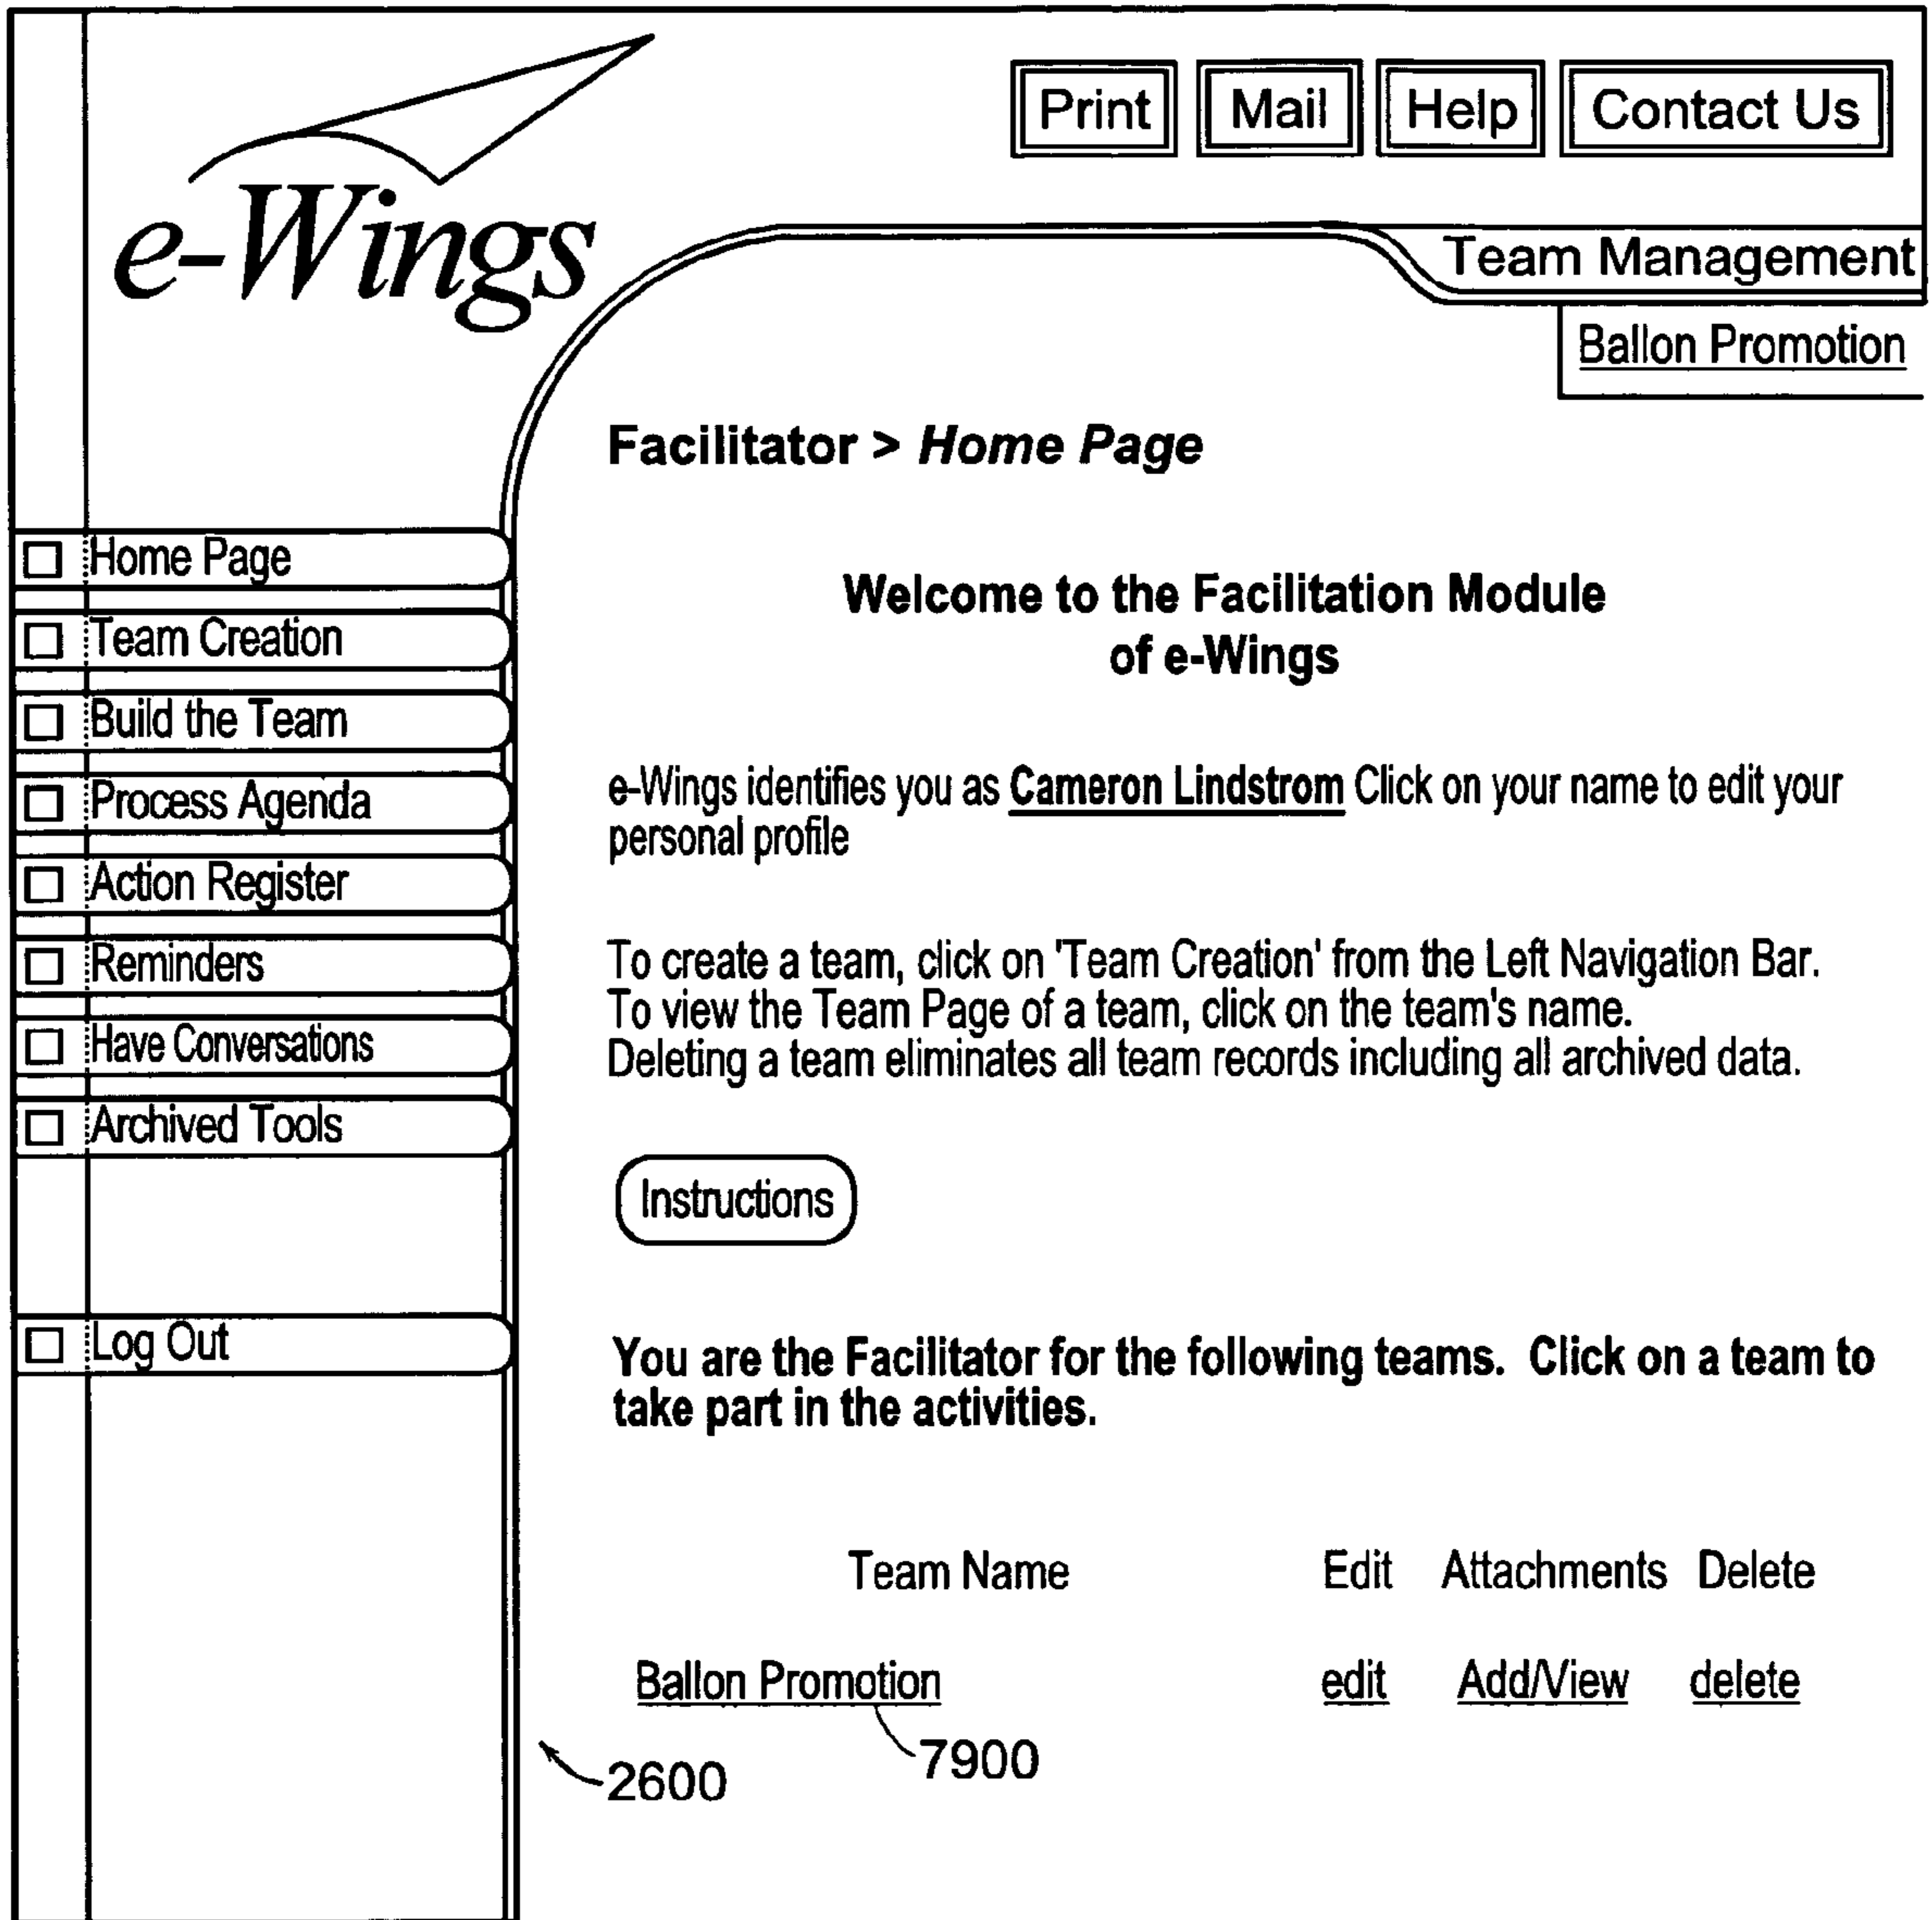 Print Mail Help Contact Us
e-Wings
Team Management
Ballon Promotion
Facilitator > Home Page
Home Page
Team Creation
Build the Team
Process Agenda
Action Register
Reminders
Have Conversations
Archived Tools
Log Out
Welcome to the Facilitation Module
of e-Wings
e-Wings identifies you as Cameron Lindstrom Click on your name to edit your
personal profile
To create a team, click on 'Team Creation' from the Left Navigation Bar.
To view the Team Page of a team, click on the team's name.
Deleting a team eliminates all team records including all archived data.
Instructions
You are the Facilitator for the following teams. Click on a team to
take part in the activities.
Team Name Edit Attachments Delete
Ballon Promotion edit Add/View delete
7900
2600